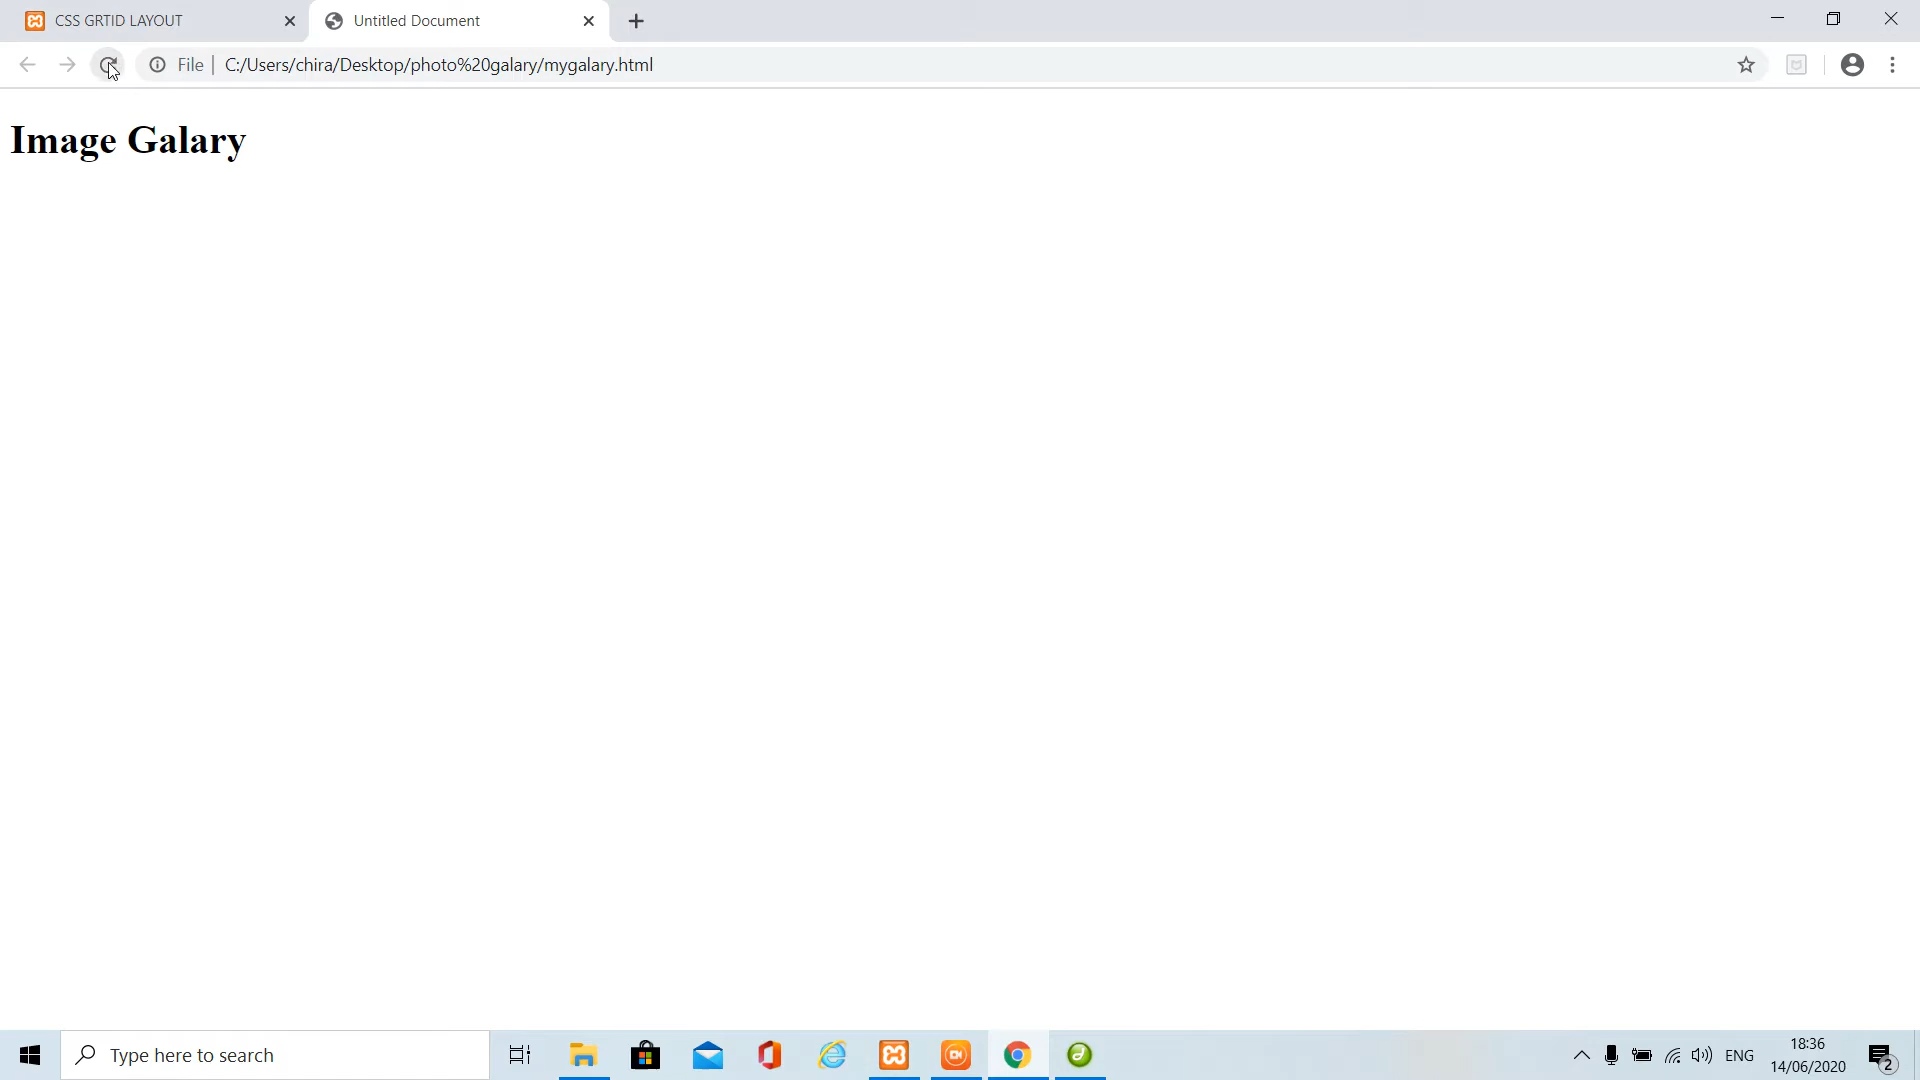 CSS GRTID LAYOUT
Untitled Document
File
C:/Users/chira/Desktop/photo%20galary/mygalary.html
Image Galary
Type here to search
ENG
18:36
14/06/2020
2